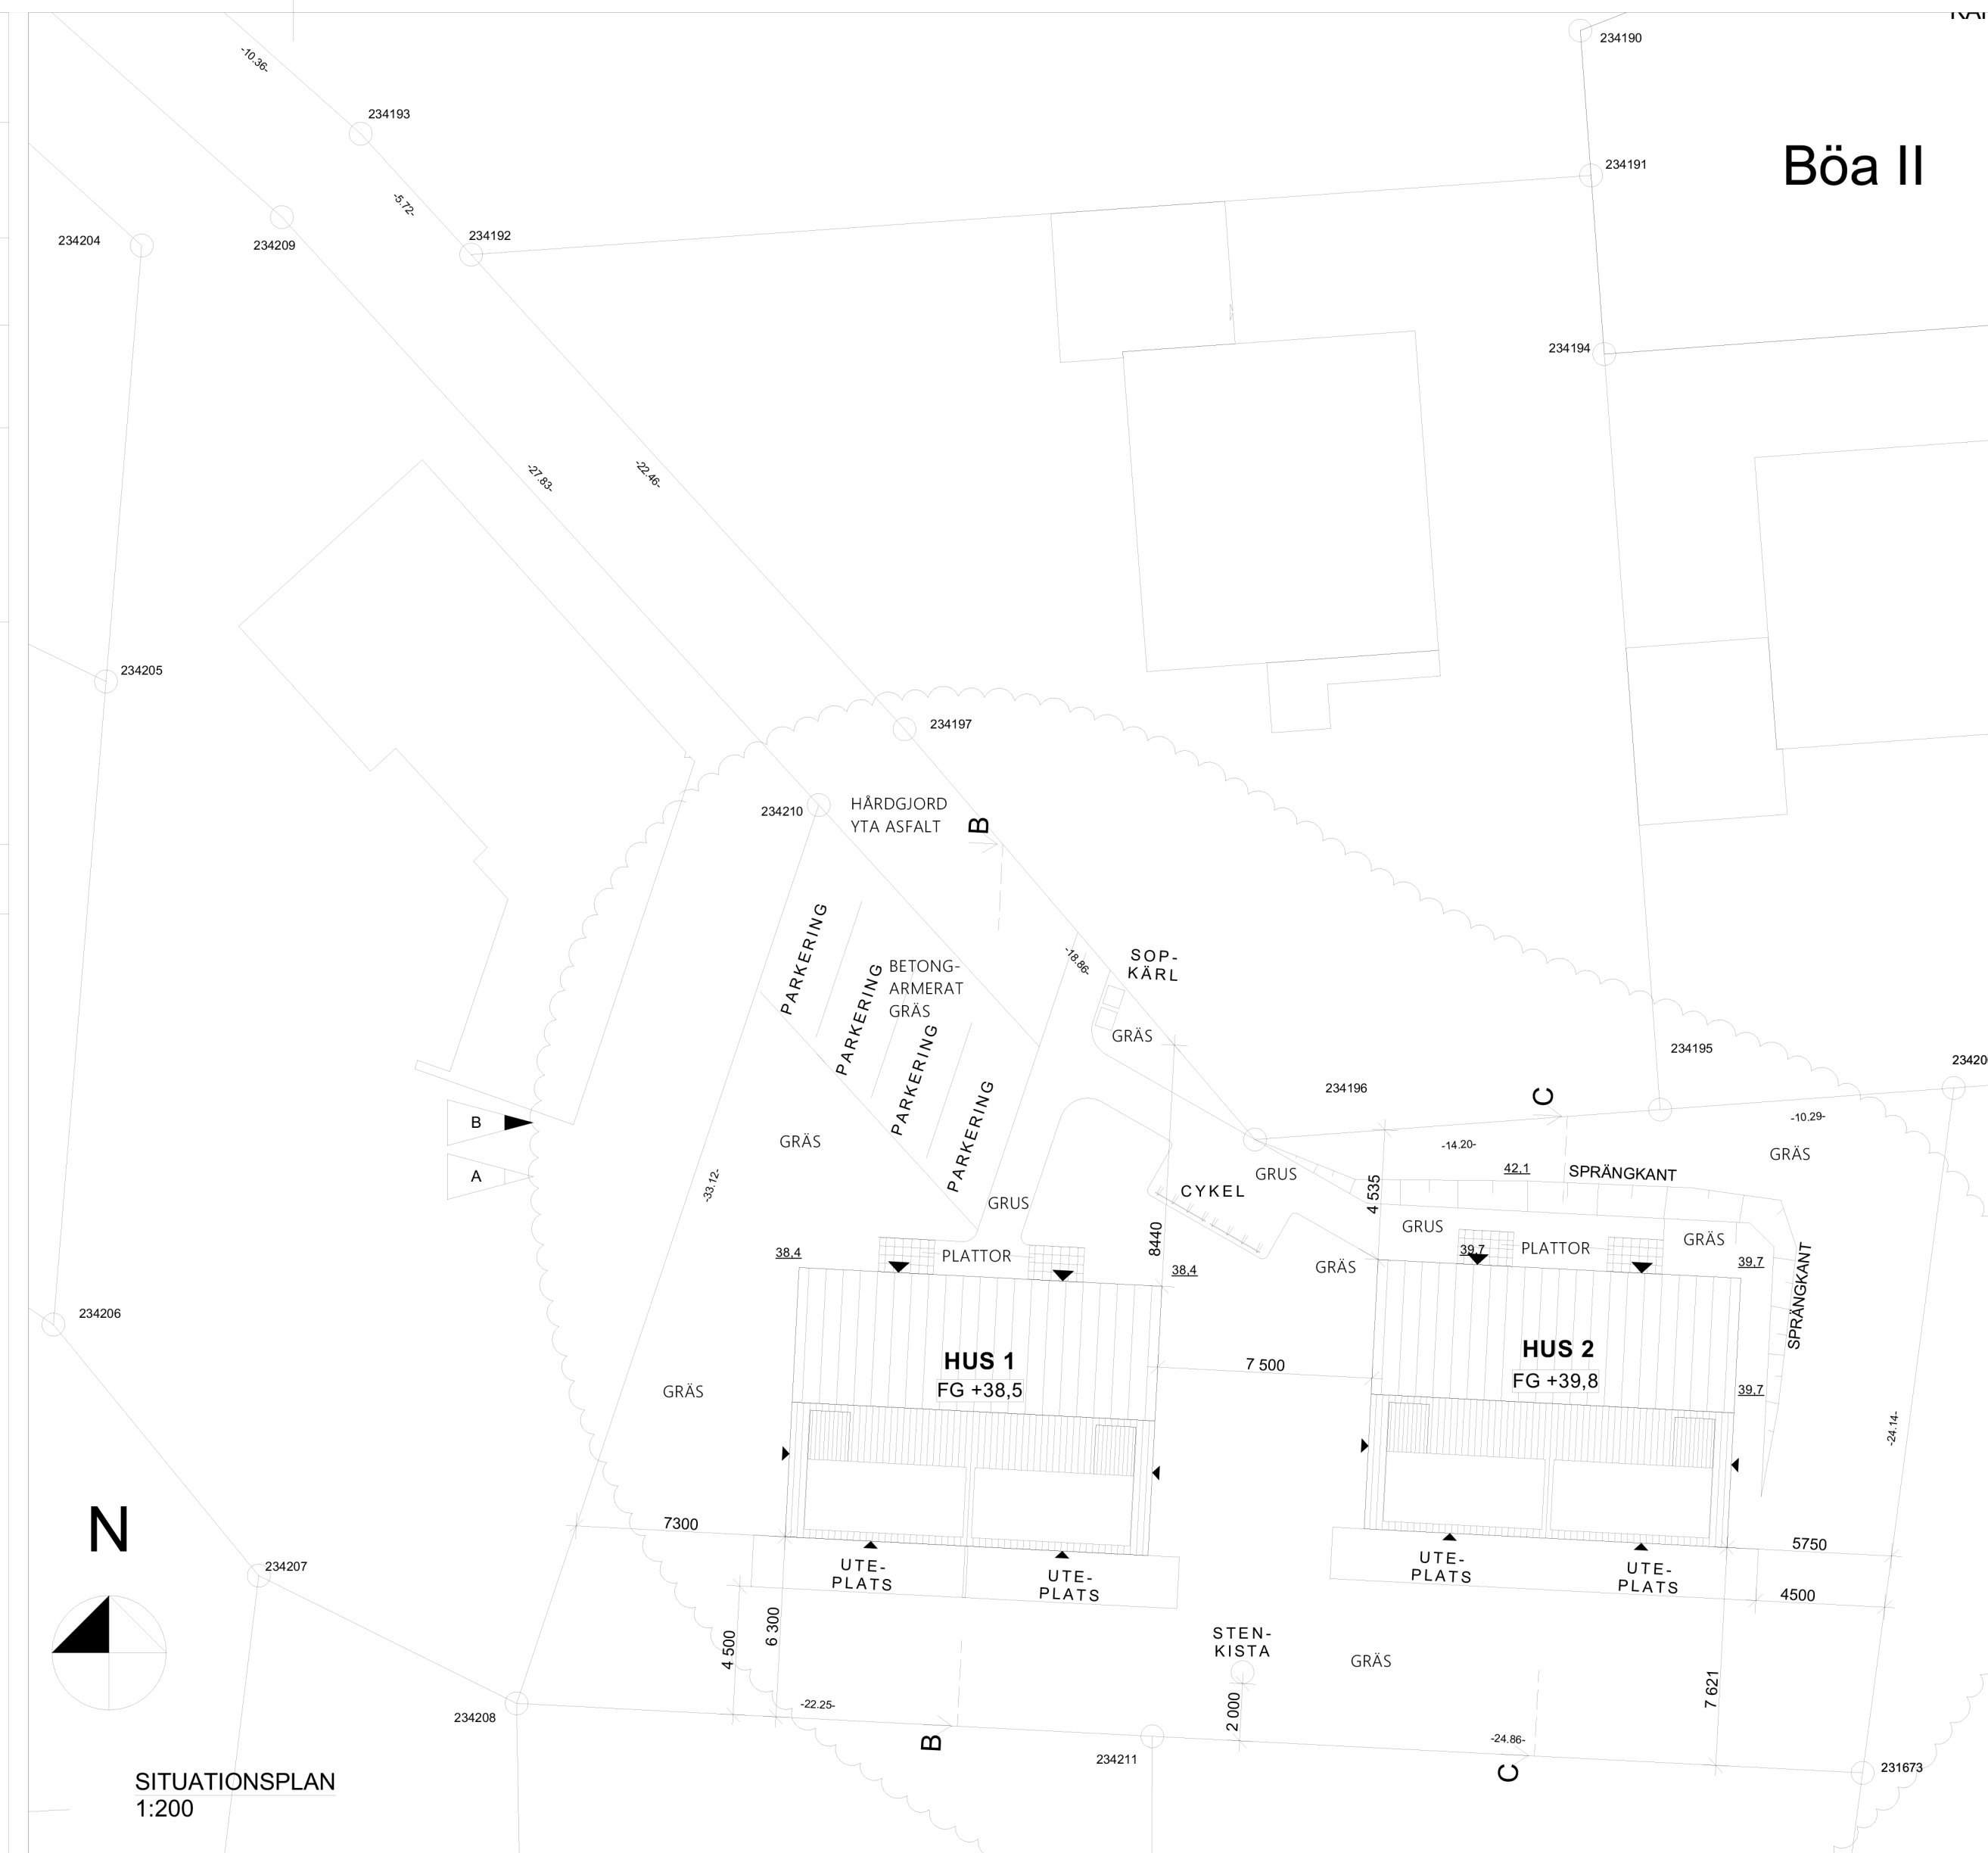 234190
-10.36-
234193
234191
Böa II
-5.72-
234204
234209
234192
234194
-27.83-
-22.46-
234205
234197
234210
HÅRDGJORD
YTA ASFALT
B
PARKERING
PARKERING
PARKERING
PARKERING
BETONG-
ARMERAT
GRÄS
-18.86-
SOP-
KÄRL
GRÄS
234195
234196
C
-10.29-
B
A
GRÄS
-33.12-
-14.20-
GRÄS
42,1
SPRÄNGKANT
GRUS
CYKEL
4 535
GRUS
GRUS
GRÄS
8440
38,4
PLATTOR
38,4
GRÄS
39,7
PLATTOR
39,7
SPRÄNGKANT
234206
HUS 1
FG +38,5
7 500
HUS 2
FG +39,8
39,7
GRÄS
-24.14-
N
7300
5750
234207
UTE-
PLATS
UTE-
PLATS
UTE-
PLATS
UTE-
PLATS
4500
4 500
6 300
STEN-
KISTA
GRÄS
7 621
2 000
-22.25-
234208
B
-24.86-
234211
C
231673
SITUATIONSPLAN
1:200